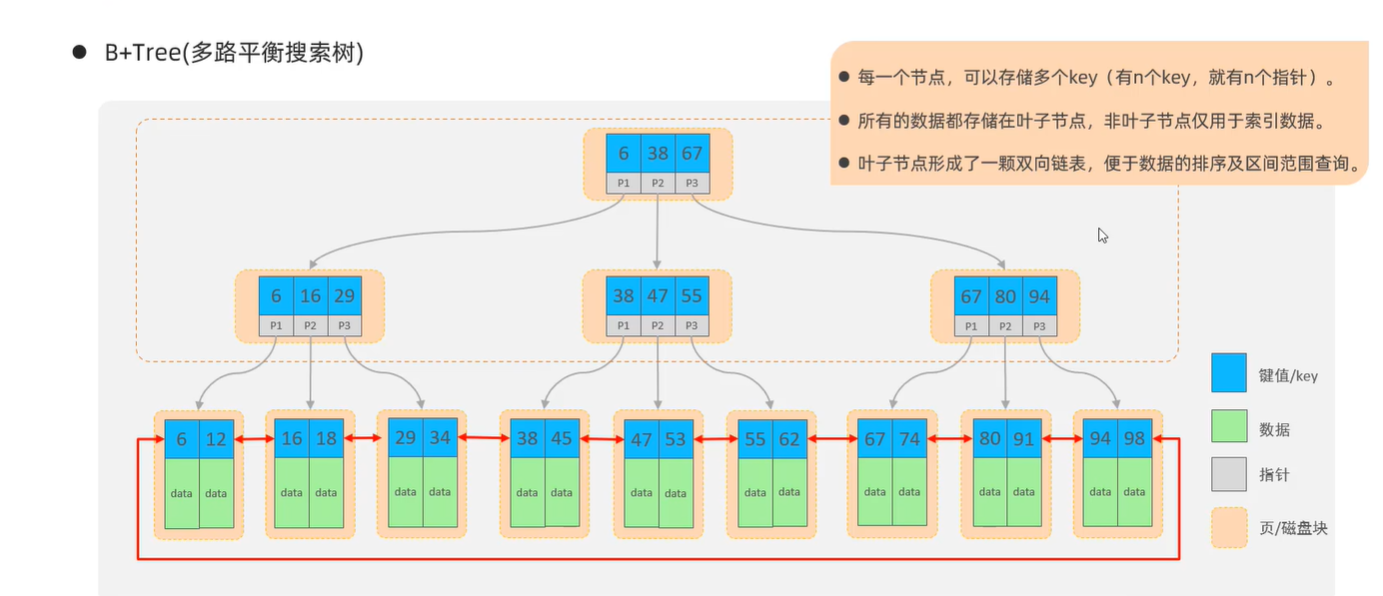 ● B+Tree(多路平衡搜索树)
● 每一个节点，可以存储多个key（有n个key，就有n个指针）。
● 所有的数据都存储在叶子节点，非叶子节点仅用于索引数据。
● 叶子节点形成了一颗双向链表，便于数据的排序及区间范围查询。
6 38 67
P1 P2 P3
6 16 29 38 47 55 67 80 94
P1 P2 P3 P1 P2 P3 P1 P2 P3
键值/key
6 12 16 18 29 34 38 45 47 53 55 62 67 74 80 91 94 98
数据
指针
data data data data data data data data data data data data data data data data data data
页/磁盘块